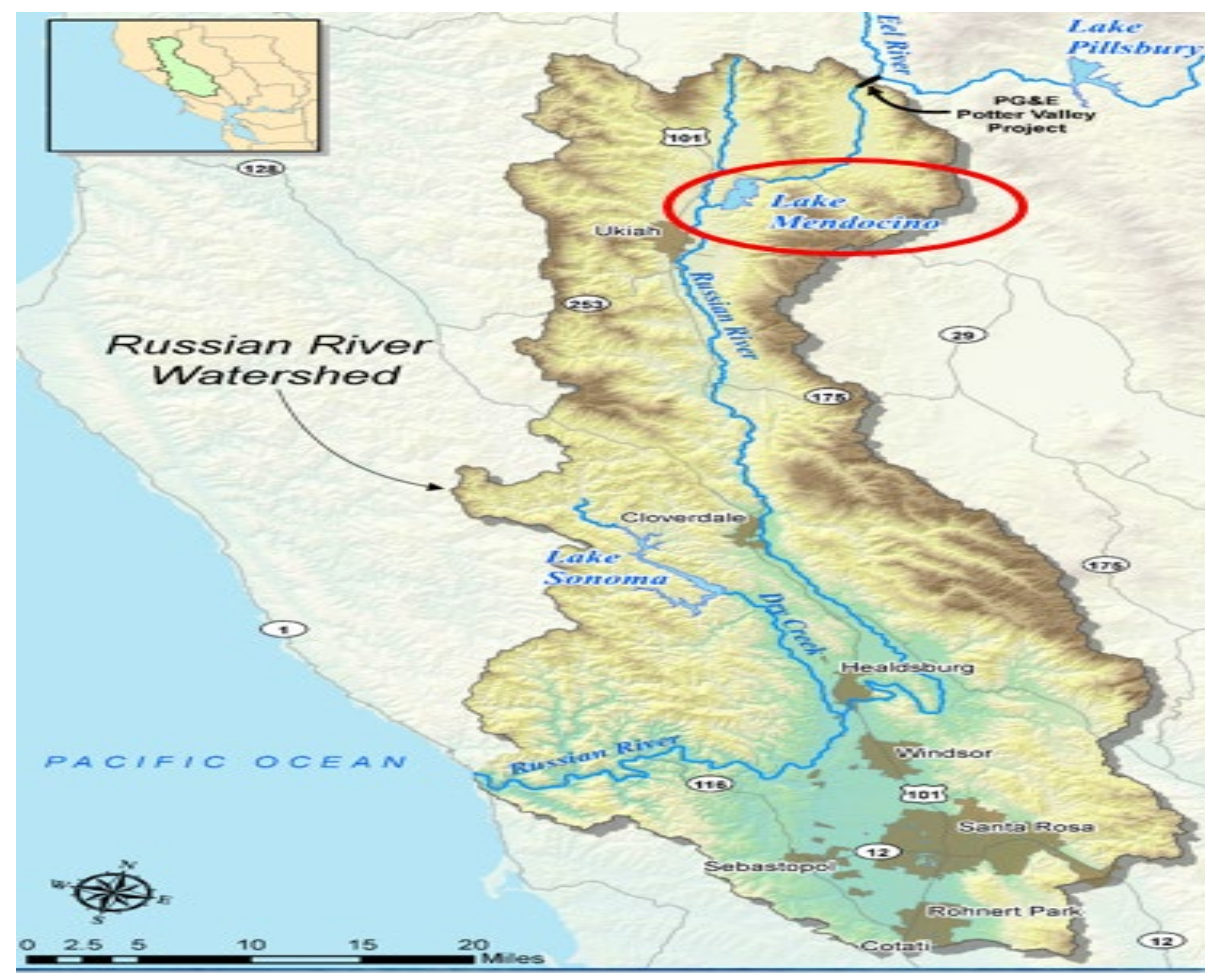 Eel River
Lake
Pillsbury
PG&E
Potter Valley
Project
101
128
Lake
Mendocino
Ukiah
253
Russian River
29
Russian River
Watershed
175
Cloverdale
Lake
Sonoma
175
1
Dry Creek
Healdsburg
Russian River
Windsor
PACIFIC OCEAN
116
101
Santa Rosa
12
Sebastopol
N
W
E
S
Rohnert Park
Cotati
12
0 2.5 5 10 15 20
Miles